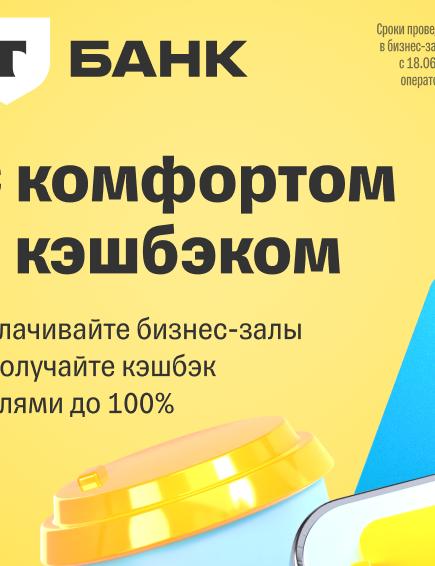 Т БАНК
Сроки прове
в бизнес-за
с 18.06
операто
с комфортом
кэшбэком
лачивайте бизнес-залы
олучайте кэшбэк
лями до 100%